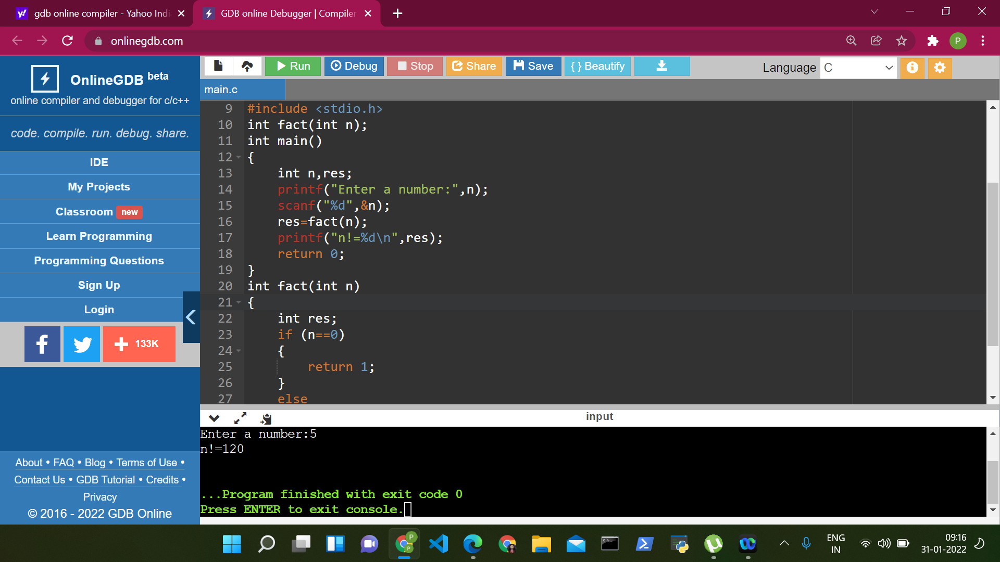 gdb online compiler - Yahoo Indi
GDB online Debugger | Compiler
onlinegdb.com
P
OnlineGDB beta
online compiler and debugger for c/c++
code. compile. run. debug. share.
IDE
My Projects
Classroom new
Learn Programming
Programming Questions
Sign Up
Login
133K
About • FAQ • Blog • Terms of Use •
Contact Us • GDB Tutorial • Credits •
Privacy
© 2016 - 2022 GDB Online
Run
Debug
Stop
Share
Save
{ } Beautify
Language C
main.c
9 #include <stdio.h>
10 int fact(int n);
11 int main()
12 {
13 int n,res;
14 printf("Enter a number:",n);
15 scanf("%d",&n);
16 res=fact(n);
17 printf("n!=%d\n",res);
18 return 0;
19 }
20 int fact(int n)
21 {
22 int res;
23 if (n==0)
24 {
25 return 1;
26 }
27 else
input
Enter a number:5
n!=120
...Program finished with exit code 0
Press ENTER to exit console.
ENG
IN
09:16
31-01-2022